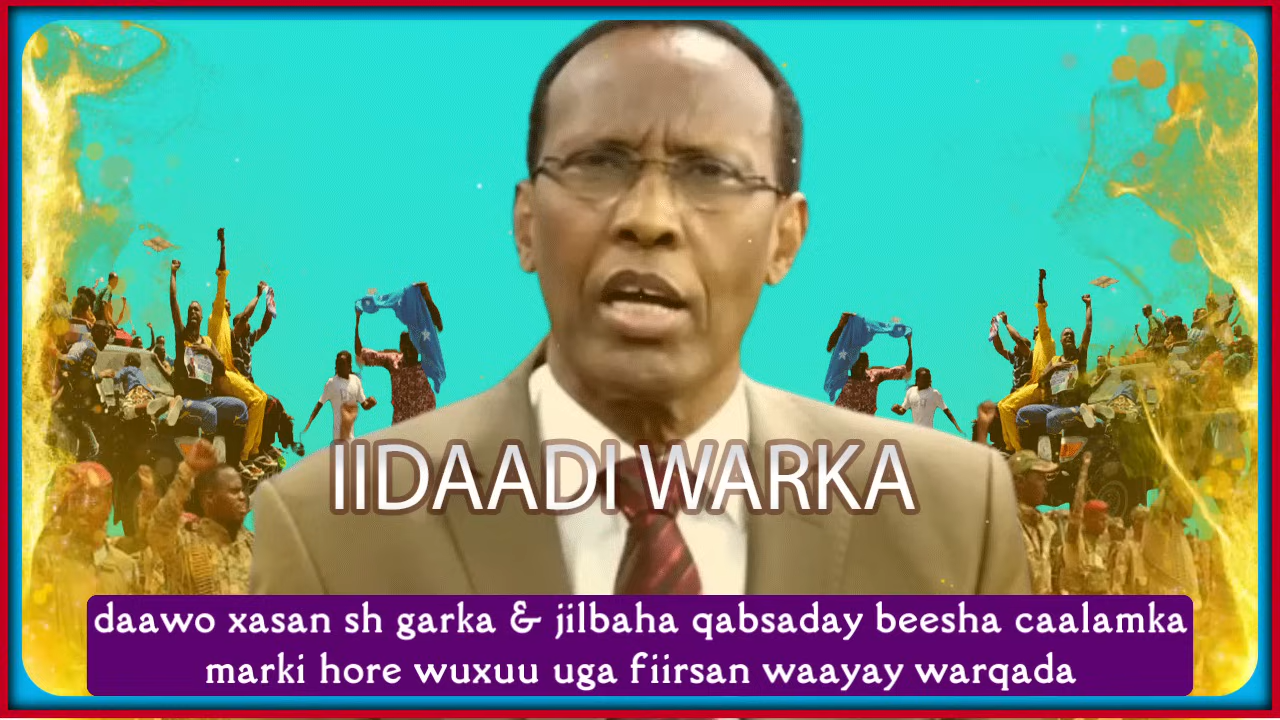 IIDAADI WARKA
daawo xasan sh garka & jilbaha qabsaday beesha caalamka
marki hore wuxuu uga fiirsan waayay warqada